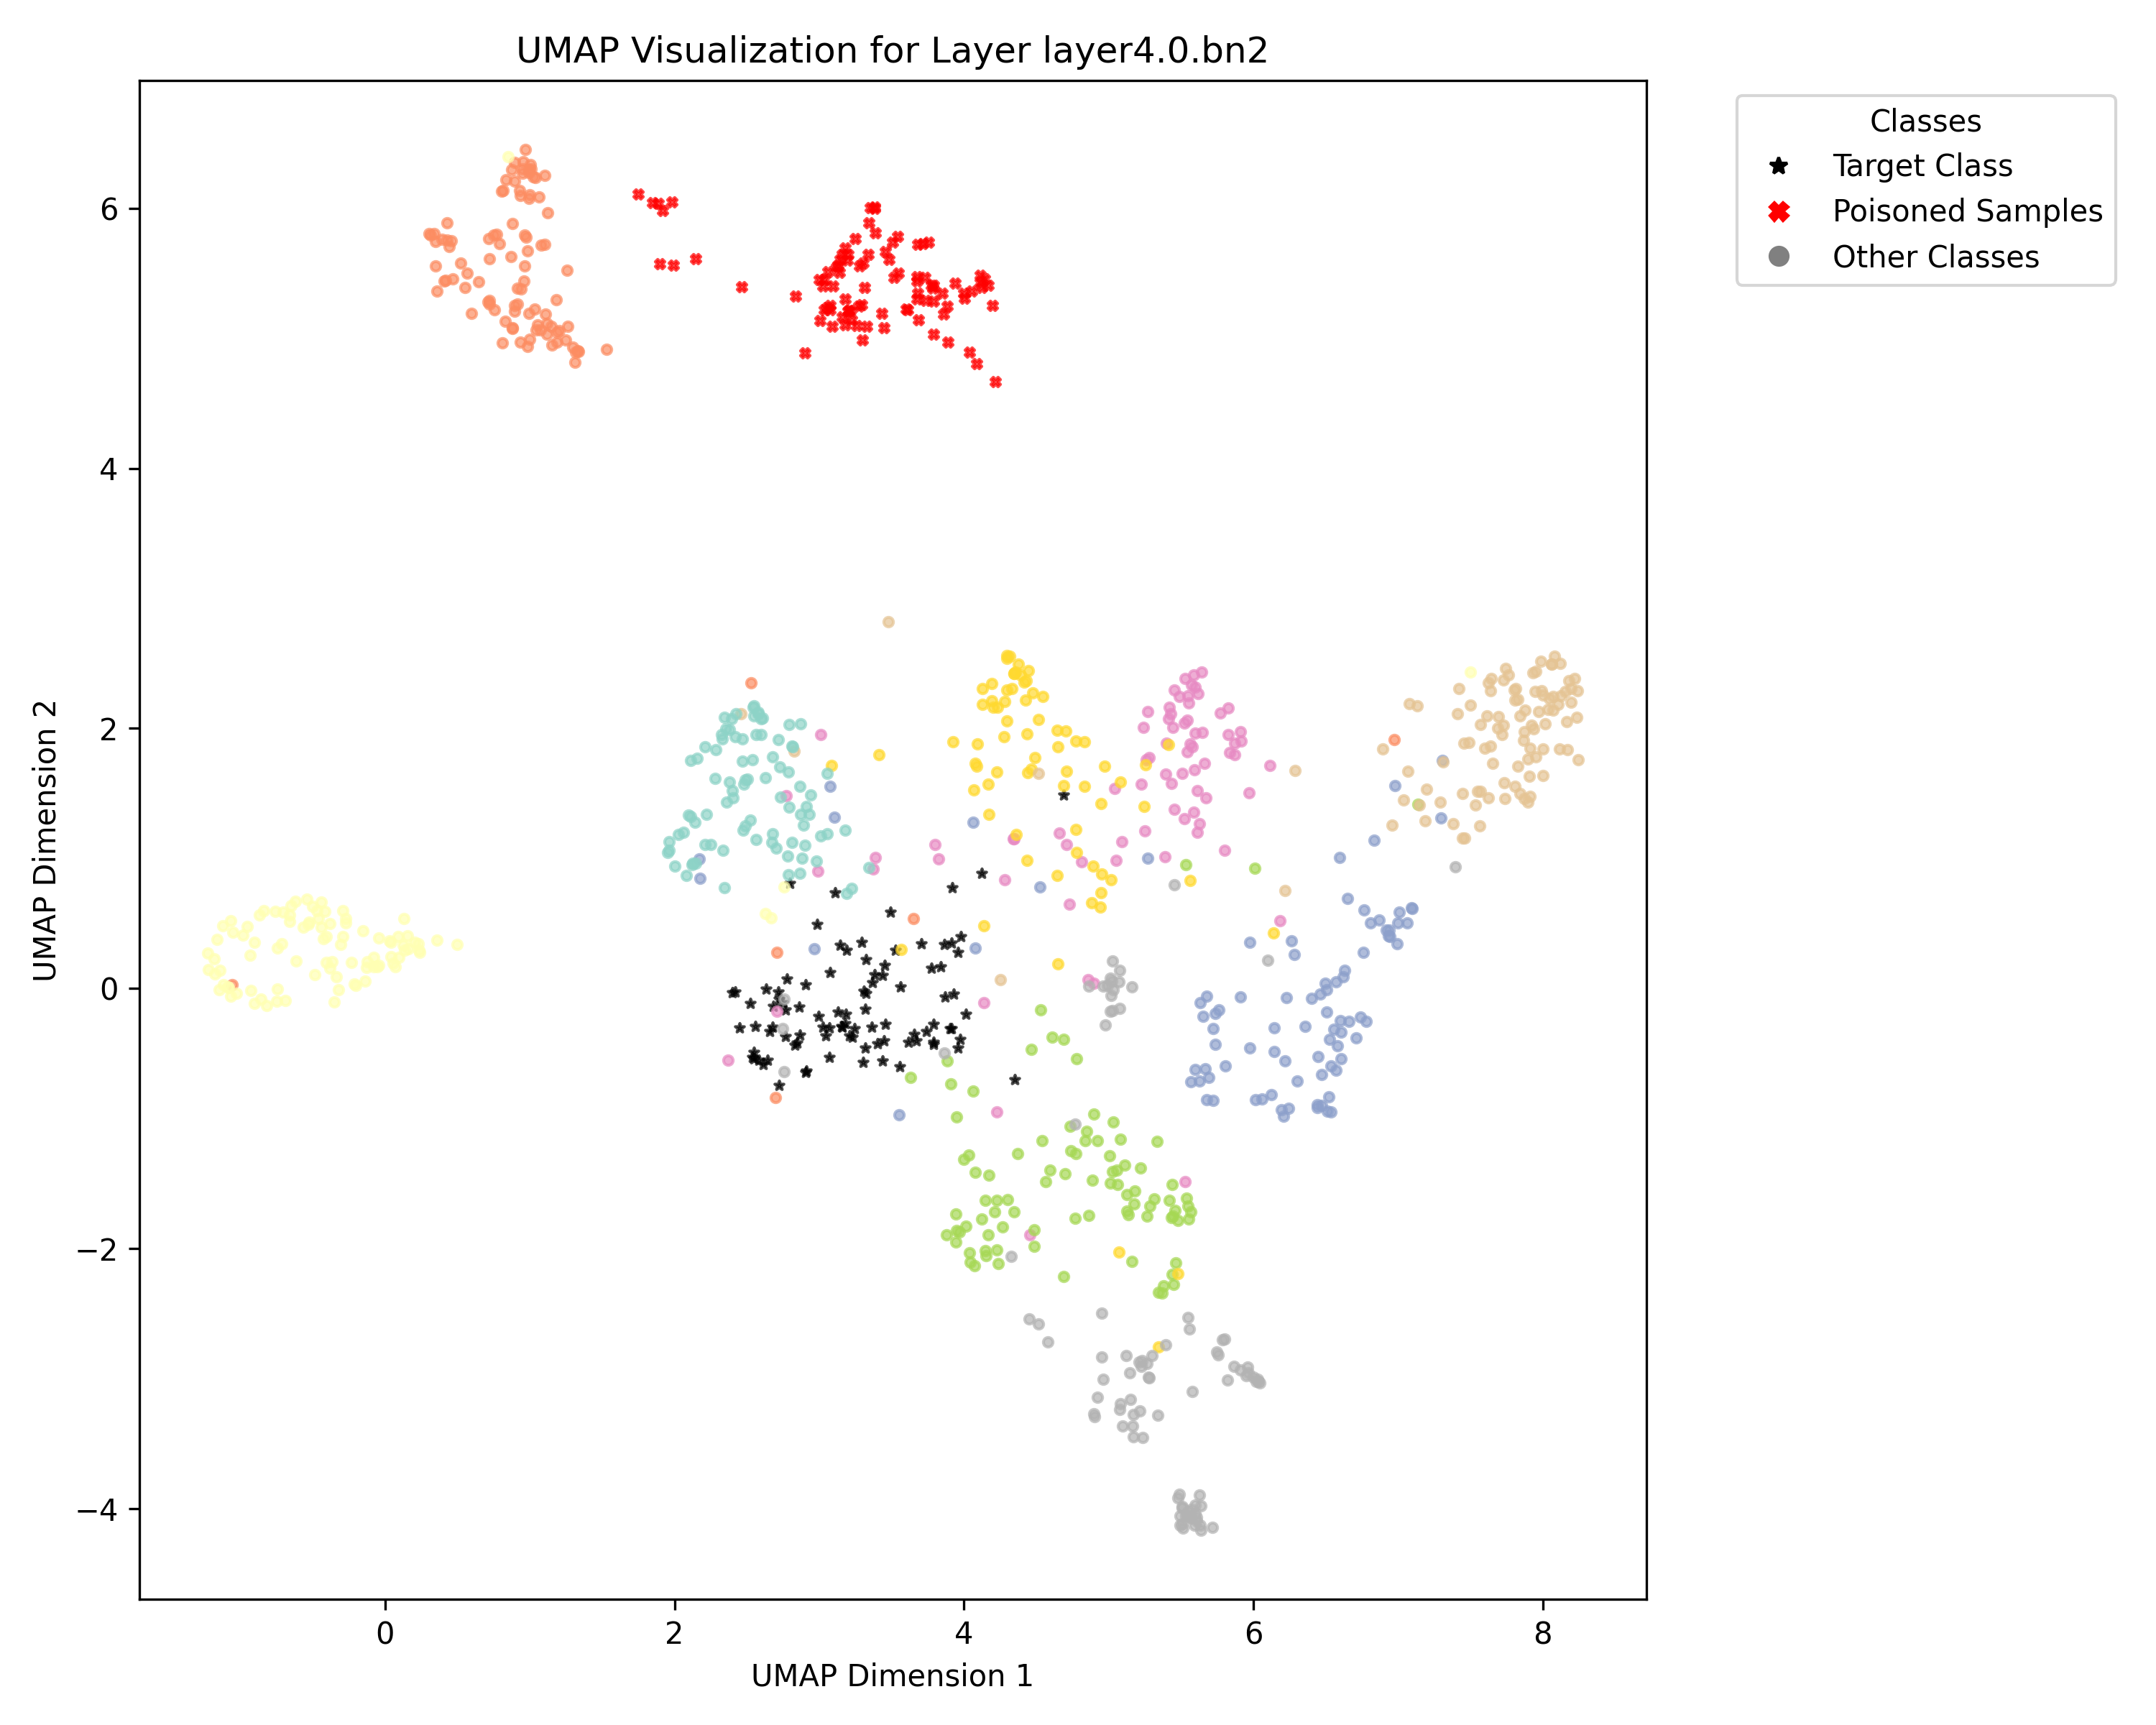 UMAP Visualization for Layer layer4.0.bn2
Classes
Target Class
Poisoned Samples
Other Classes
UMAP Dimension 2
6
4
2
0
−2
−4
0
2
4
6
8
UMAP Dimension 1